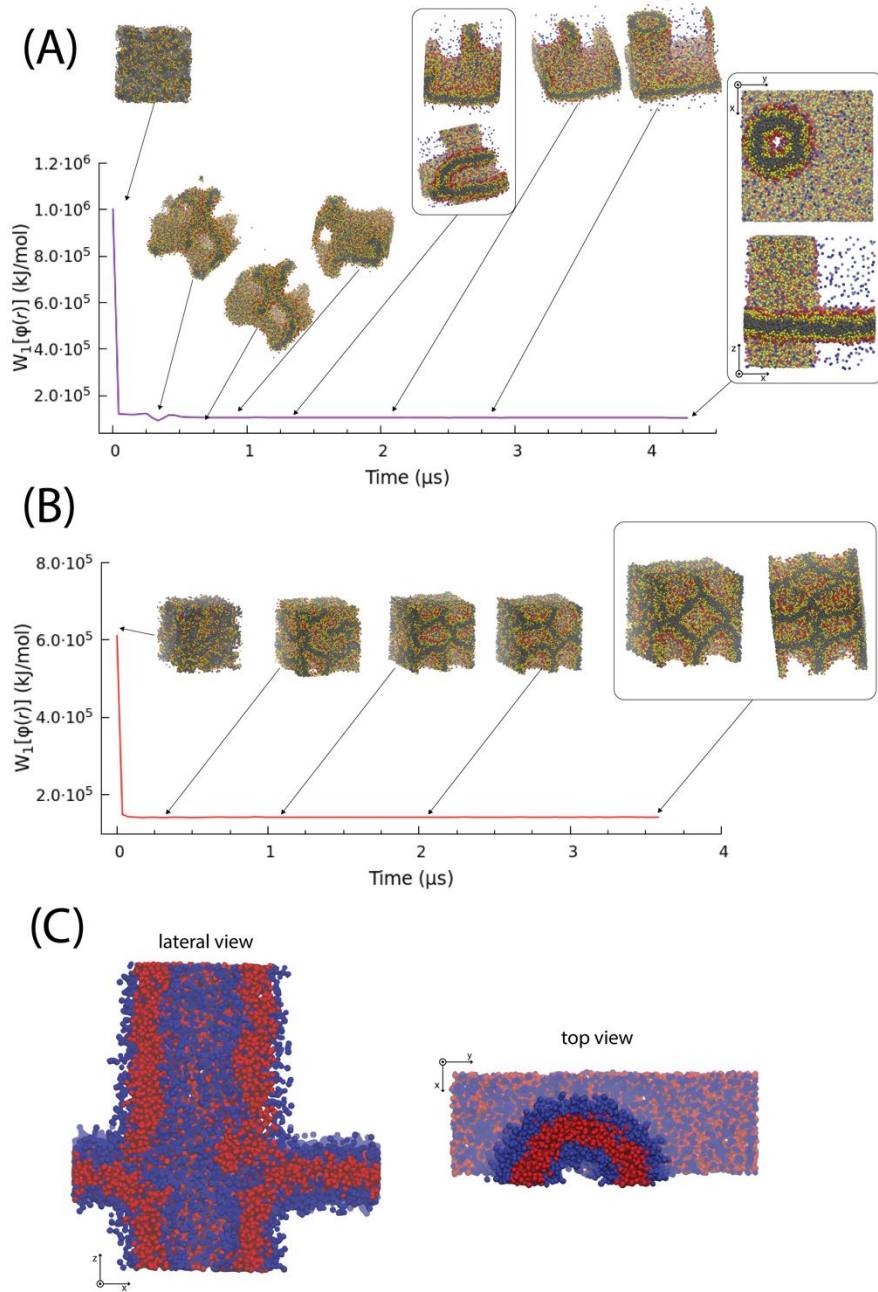 (A)
y
x
1.2·10⁶
1.0·10⁶
8.0·10⁵
6.0·10⁵
4.0·10⁵
2.0·10⁵
W₁[φ(r)] (kJ/mol)
z
x
0
1
2
3
4
Time (μs)
(B)
8.0·10⁵
6.0·10⁵
4.0·10⁵
2.0·10⁵
W₁[φ(r)] (kJ/mol)
0
1
2
3
4
Time (μs)
(C)
lateral view
top view
y
x
z
x